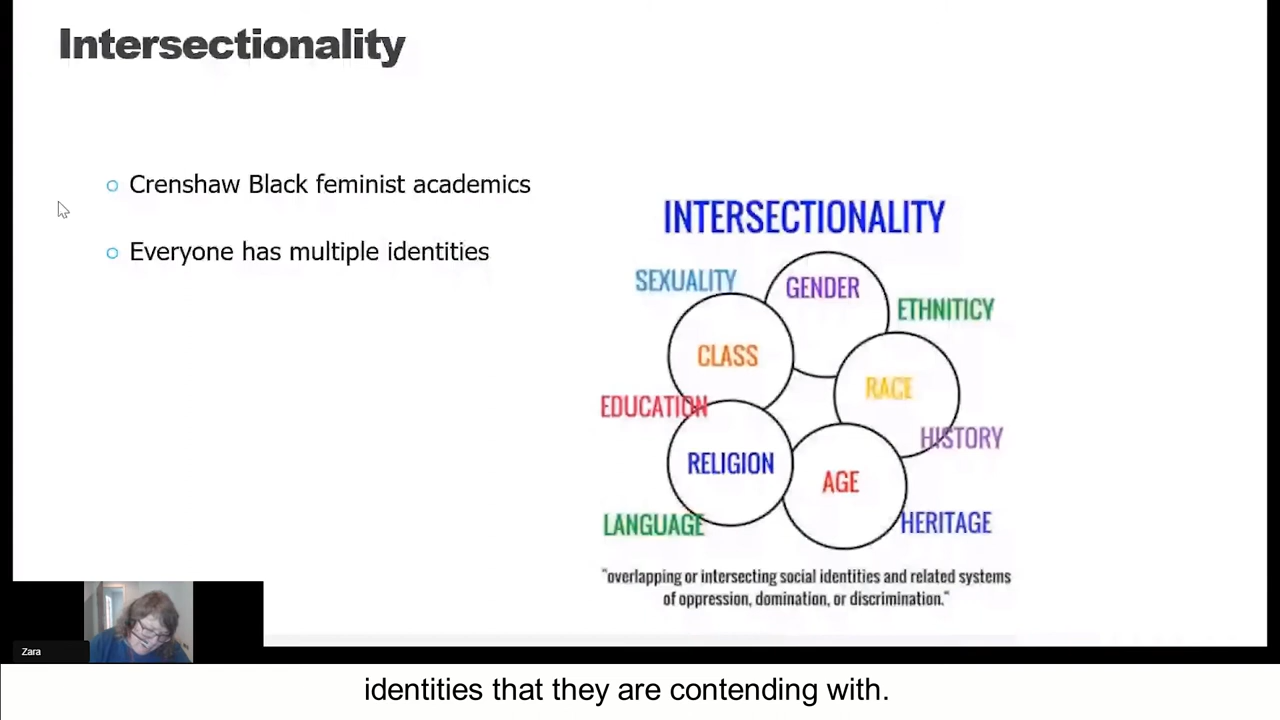 Intersectionality
Crenshaw Black feminist academics
Everyone has multiple identities
INTERSECTIONALITY
SEXUALITY
GENDER
ETHNITICY
CLASS
RACE
EDUCATION
HISTORY
RELIGION
AGE
LANGUAGE
HERITAGE
"overlapping or intersecting social identities and related systems
of oppression, domination, or discrimination."
Zara
identities that they are contending with.